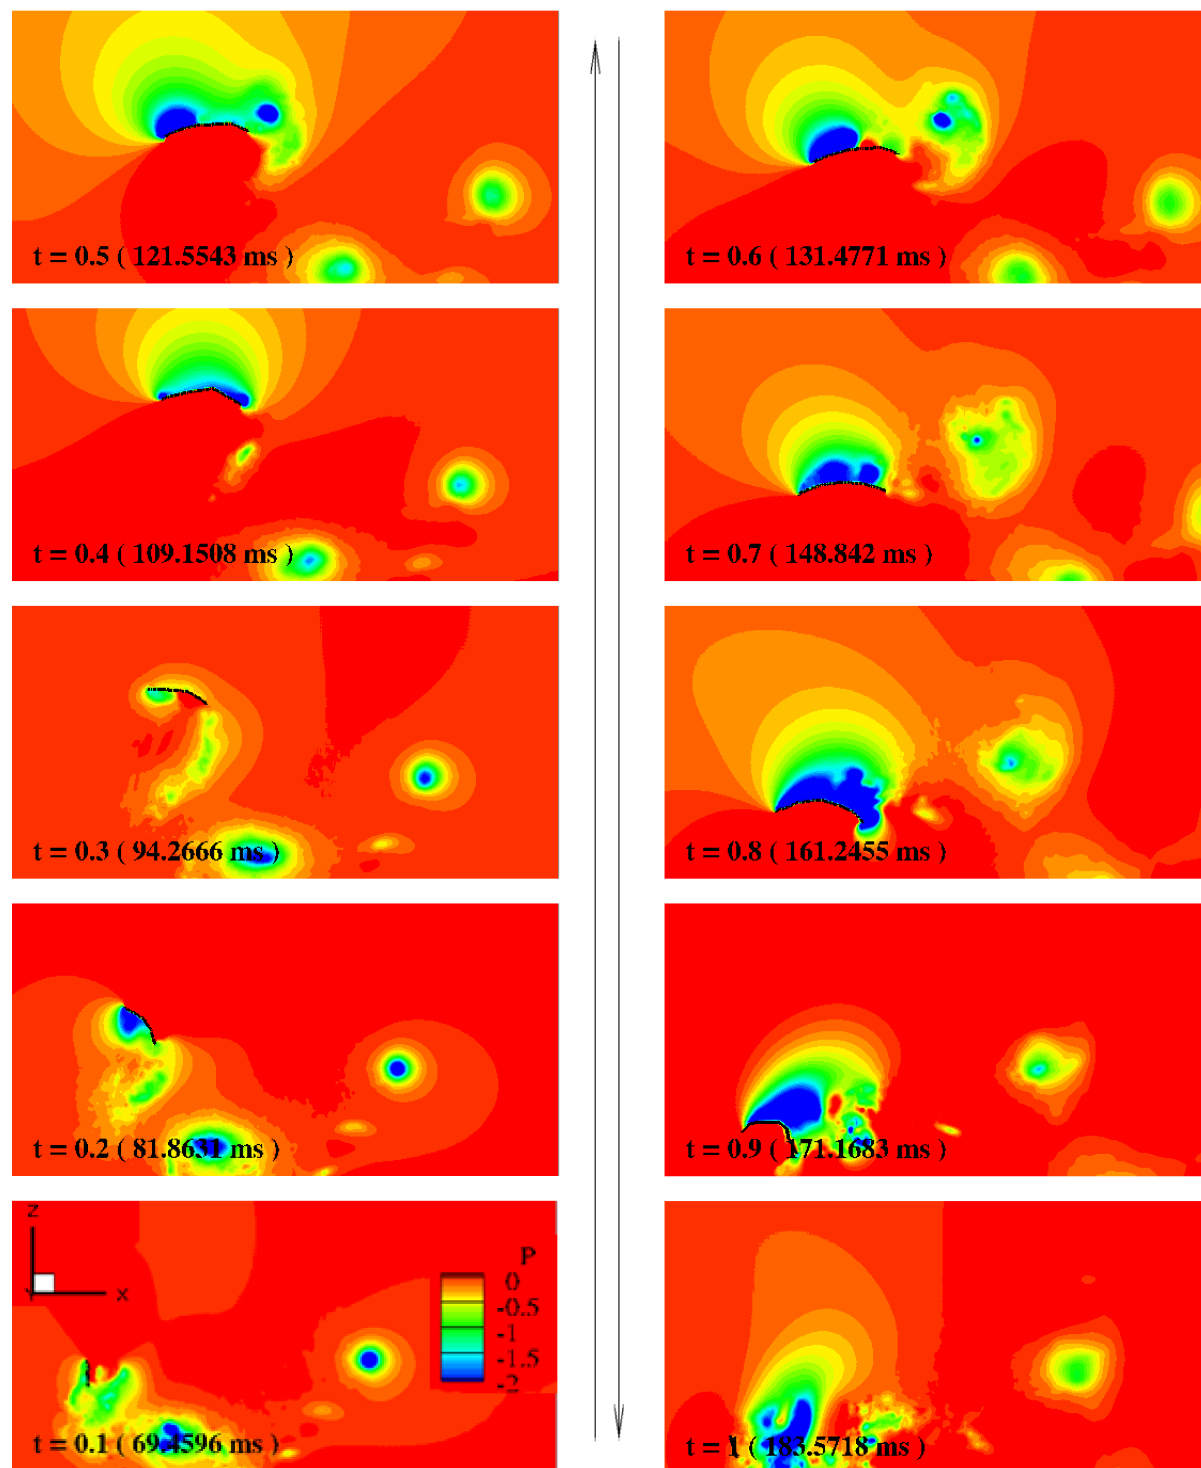 t = 0.5 ( 121.5543 ms )
t = 0.6 ( 131.4771 ms )
t = 0.4 ( 109.1508 ms )
t = 0.7 ( 148.842 ms )
t = 0.3 ( 94.2666 ms )
t = 0.8 ( 161.2455 ms )
t = 0.2 ( 81.8631 ms )
t = 0.9 ( 171.1683 ms )
Z
Y
X
P
0
-0.5
-1
-1.5
-2
t = 0.1 ( 69.4596 ms )
t = 1 ( 183.5718 ms )